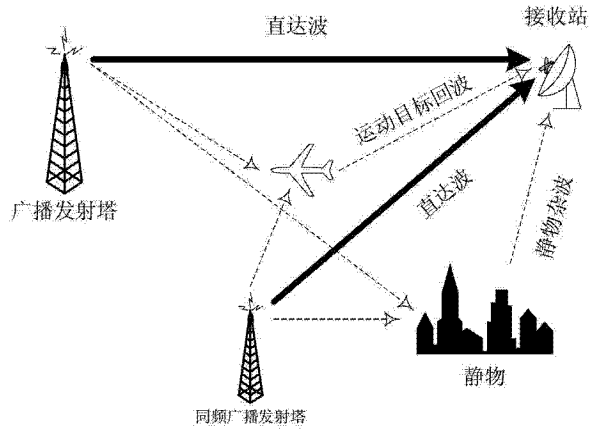 接收站
直达波
运动目标回波
广播发射塔
直达波
静物杂波
静物
同频广播发射塔